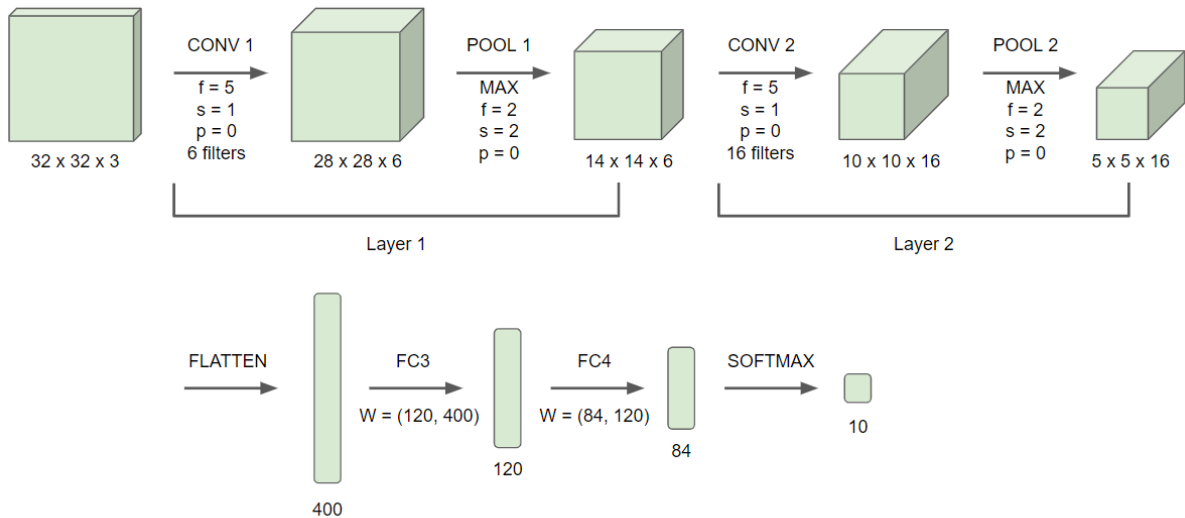 CONV 1
f = 5
s = 1
p = 0
6 filters
POOL 1
MAX
f = 2
s = 2
p = 0
CONV 2
f = 5
s = 1
p = 0
16 filters
POOL 2
MAX
f = 2
s = 2
p = 0
32 x 32 x 3
28 x 28 x 6
14 x 14 x 6
10 x 10 x 16
5 x 5 x 16
Layer 1
Layer 2
FLATTEN
400
FC3
W = (120, 400)
120
FC4
W = (84, 120)
84
SOFTMAX
10